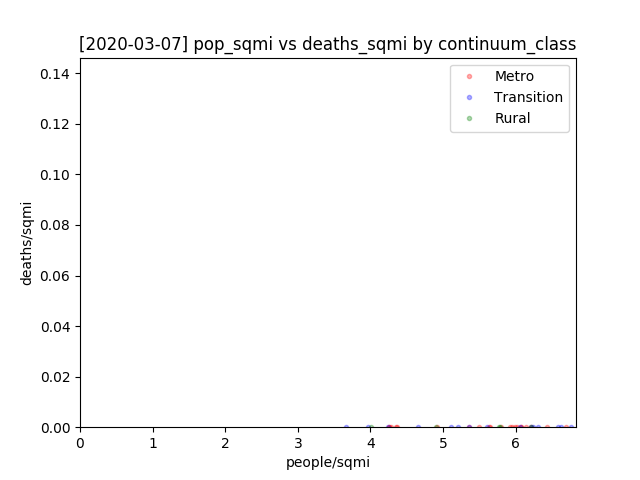 [2020-03-07] pop_sqmi vs deaths_sqmi by continuum_class
Metro
Transition
Rural
0.14
0.12
0.10
0.08
0.06
0.04
0.02
0.00
deaths/sqmi
0 1 2 3 4 5 6
people/sqmi